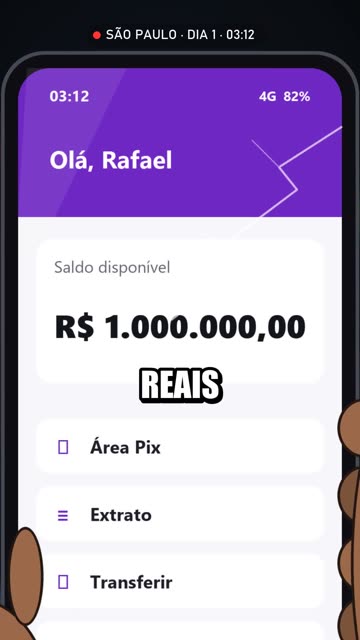 SÃO PAULO · DIA 1 · 03:12
03:12 4G 82%
Olá, Rafael
Saldo disponível
R$ 1.000.000,00
REAIS
Área Pix
Extrato
Transferir